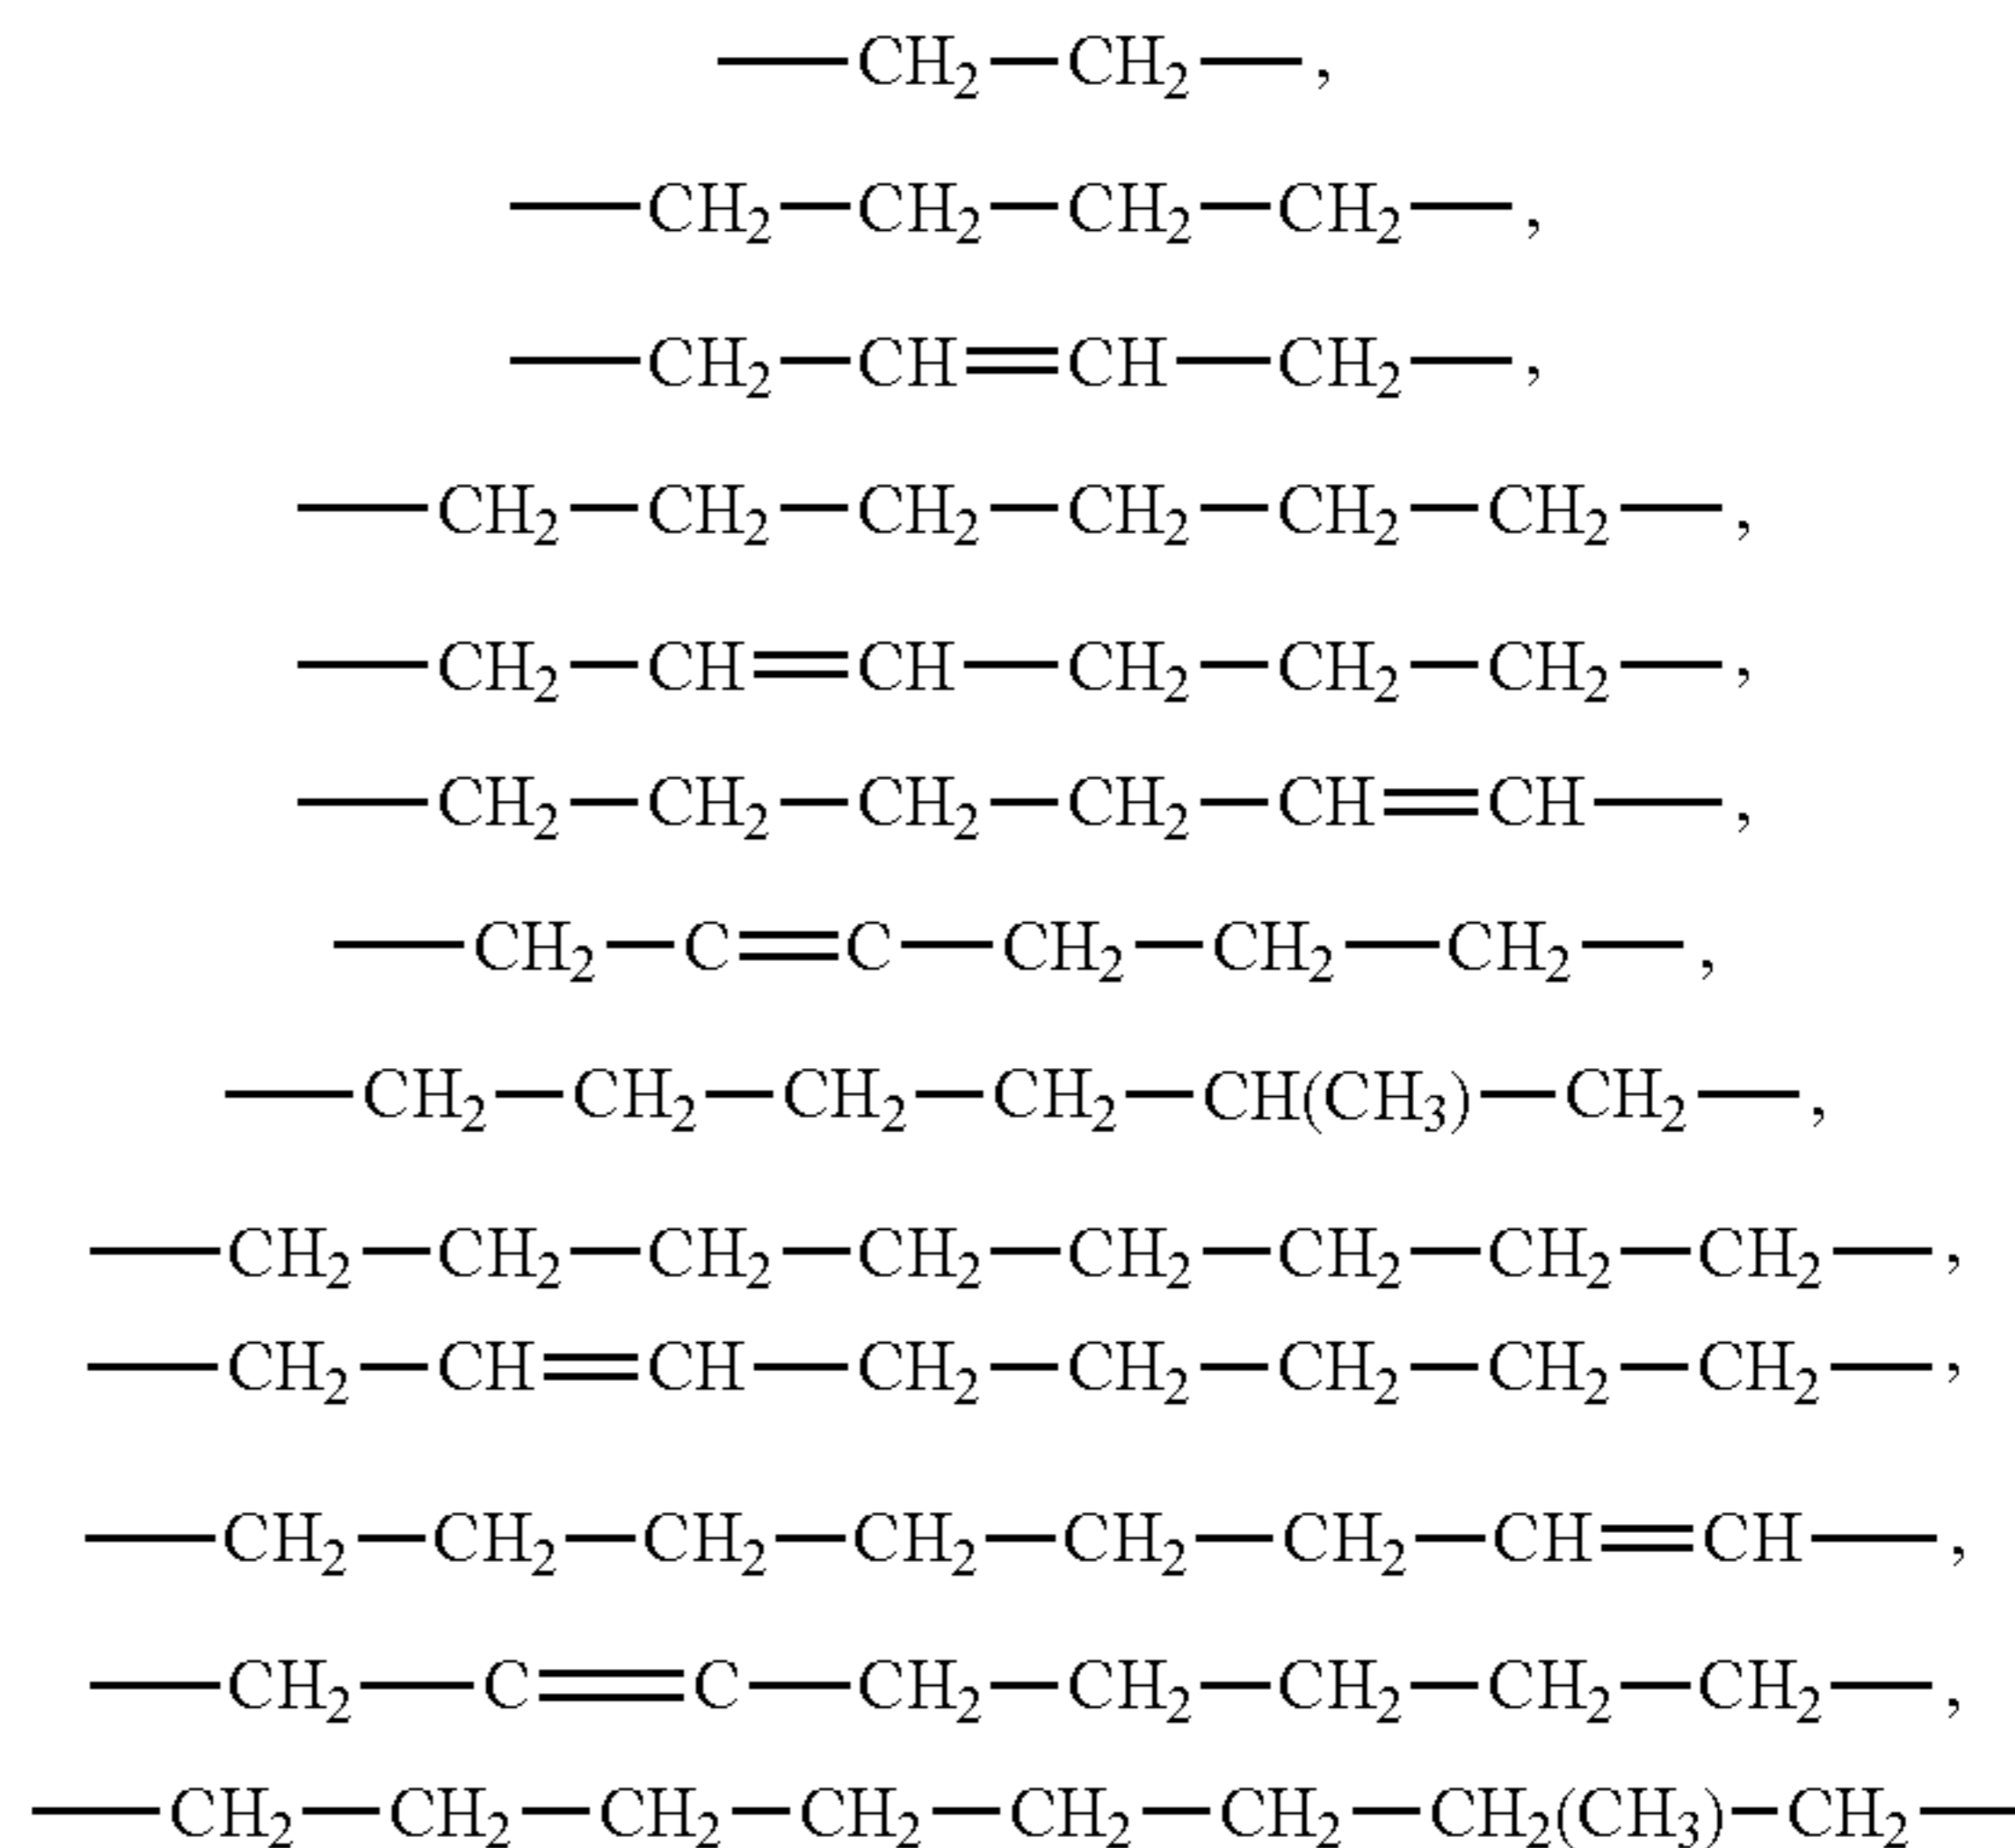 —CH₂—CH₂—,
—CH₂—CH₂—CH₂—CH₂—,
—CH₂—CH=CH—CH₂—,
—CH₂—CH₂—CH₂—CH₂—CH₂—CH₂—,
—CH₂—CH=CH—CH₂—CH₂—CH₂—,
—CH₂—CH₂—CH₂—CH₂—CH=CH—,
—CH₂—C=C—CH₂—CH₂—CH₂—,
—CH₂—CH₂—CH₂—CH₂—CH(CH₃)—CH₂—,
—CH₂—CH₂—CH₂—CH₂—CH₂—CH₂—CH₂—CH₂—,
—CH₂—CH=CH—CH₂—CH₂—CH₂—CH₂—CH₂—,
—CH₂—CH₂—CH₂—CH₂—CH₂—CH₂—CH=CH—,
—CH₂—C=C—CH₂—CH₂—CH₂—CH₂—CH₂—,
—CH₂—CH₂—CH₂—CH₂—CH₂—CH₂—CH₂(CH₃)—CH₂—